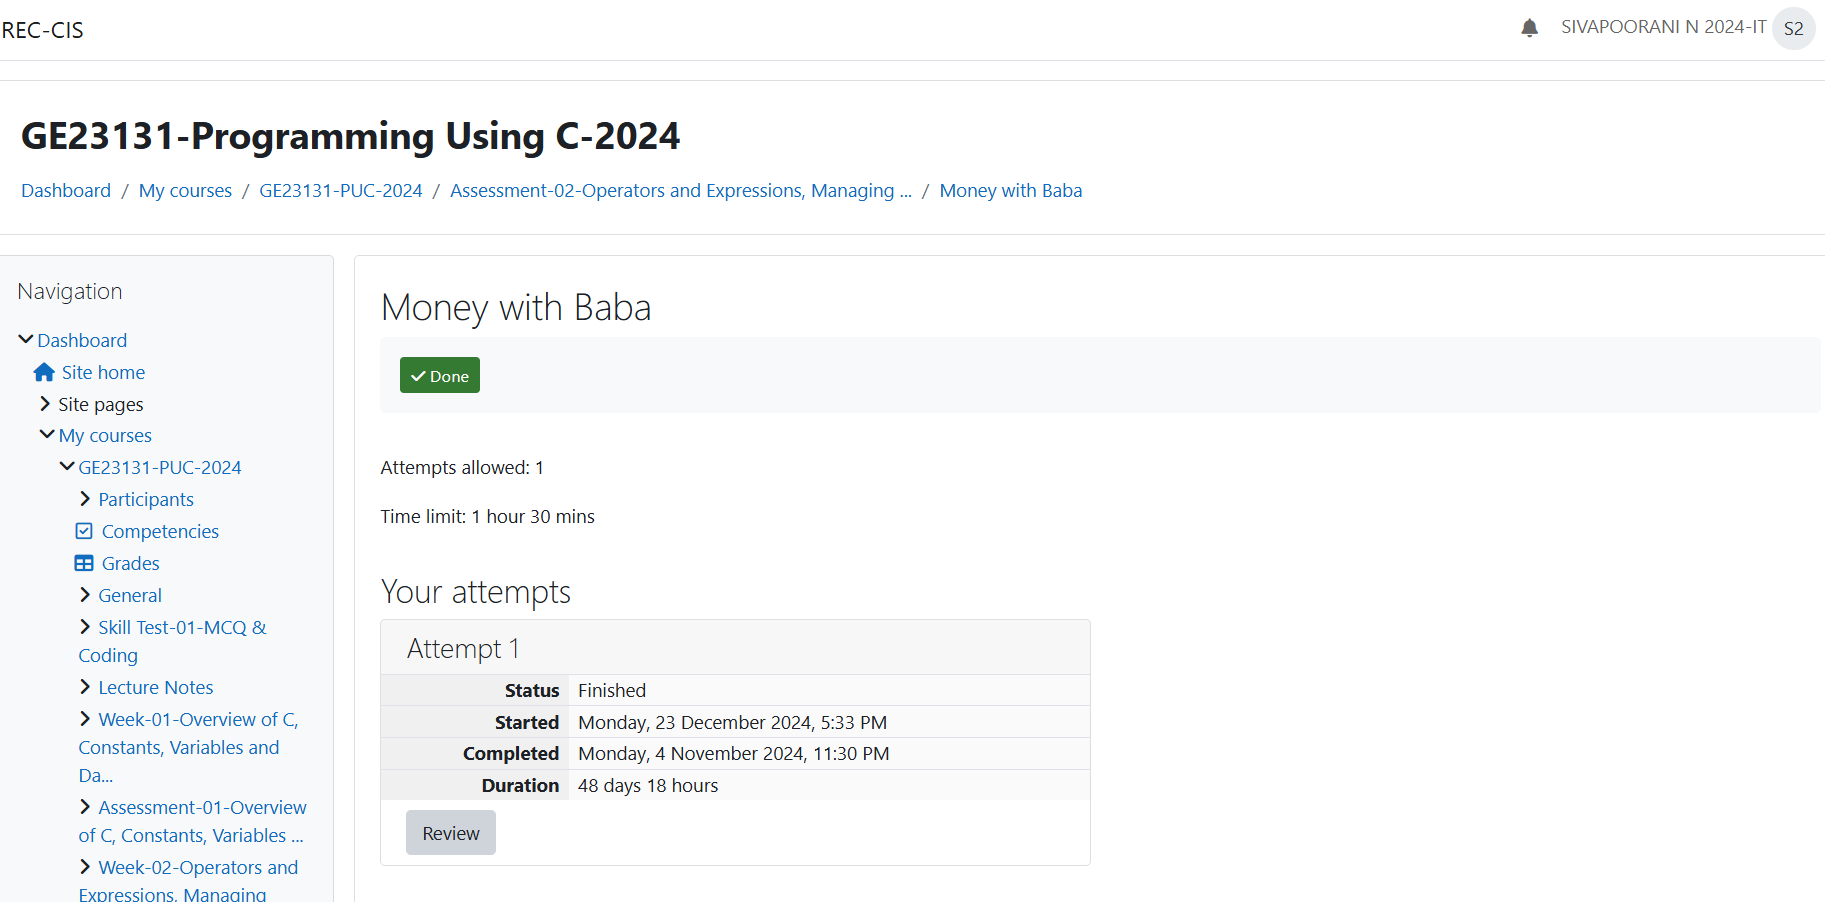 REC-CIS
SIVAPOORANI N 2024-IT S2
GE23131-Programming Using C-2024
Dashboard / My courses / GE23131-PUC-2024 / Assessment-02-Operators and Expressions, Managing ... / Money with Baba
Navigation
Dashboard
Site home
Site pages
My courses
GE23131-PUC-2024
Participants
Competencies
Grades
General
Skill Test-01-MCQ &
Coding
Lecture Notes
Week-01-Overview of C,
Constants, Variables and
Da...
Assessment-01-Overview
of C, Constants, Variables ...
Week-02-Operators and
Expressions, Managing
Money with Baba
Done
Attempts allowed: 1
Time limit: 1 hour 30 mins
Your attempts
Attempt 1
Status Finished
Started Monday, 23 December 2024, 5:33 PM
Completed Monday, 4 November 2024, 11:30 PM
Duration 48 days 18 hours
Review